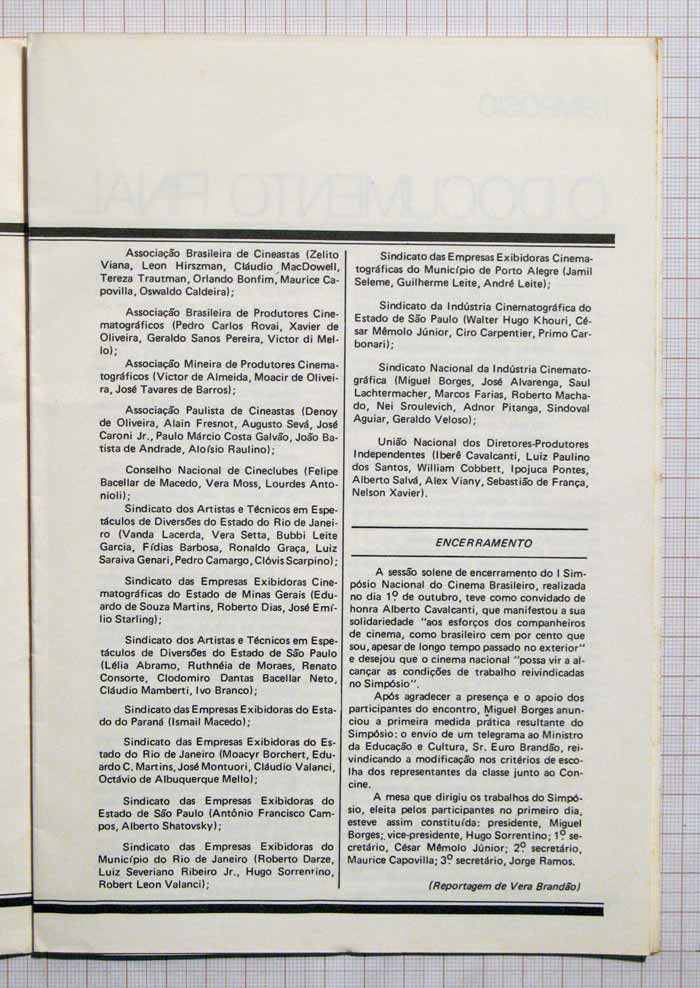 Associação Brasileira de Cineastas (Zelito
Viana, Leon Hirszman, Cláudio MacDowell,
Tereza Trautman, Orlando Bonfim, Maurice Ca-
povilla, Oswaldo Caldeira);
Associação Brasileira de Produtores Cine-
matográficos (Pedro Carlos Rovai, Xavier de
Oliveira, Geraldo Sanos Pereira, Victor di Mel-
lo);
Associação Mineira de Produtores Cinema-
tográficos (Victor de Almeida, Moacir de Olivei-
ra, José Tavares de Barros);
Associação Paulista de Cineastas (Denoy
de Oliveira, Alain Fresnot, Augusto Sevá, José
Caroni Jr., Paulo Márcio Costa Galvão, João Ba-
tista de Andrade, Aloísio Raulino);
Conselho Nacional de Cineclubes (Felipe
Bacellar de Macedo, Vera Moss, Lourdes Anto-
nioli);
Sindicato dos Artistas e Técnicos em Espe-
táculos de Diversões do Estado do Rio de Janei-
ro (Vanda Lacerda, Vera Setta, Bubbi Leite
Garcia, Fídias Barbosa, Ronaldo Graça, Luiz
Saraiva Genari, Pedro Camargo, Clóvis Scarpino);
Sindicato das Empresas Exibidoras Cine-
matográficas do Estado de Minas Gerais (Edu-
ardo de Souza Martins, Roberto Dias, José Emí-
lio Starling);
Sindicato dos Artistas e Técnicos em Espe-
táculos de Diversões do Estado de São Paulo
(Lélia Abramo, Ruthnéia de Moraes, Renato
Consorte, Clodomiro Dantas Bacellar Neto,
Cláudio Mamberti, Ivo Branco);
Sindicato das Empresas Exibidoras do Esta-
do do Paraná (Ismail Macedo);
Sindicato das Empresas Exibidoras do Es-
tado do Rio de Janeiro (Moacyr Borchert, Edu-
ardo C. Martins, José Montuori, Cláudio Valanci,
Octávio de Albuquerque Mello);
Sindicato das Empresas Exibidoras do
Estado de São Paulo (Antônio Francisco Cam-
pos, Alberto Shatovsky);
Sindicato das Empresas Exibidoras do
Município do Rio de Janeiro (Roberto Darze,
Luiz Severiano Ribeiro Jr., Hugo Sorrentino,
Robert Leon Valanci);
Sindicato das Empresas Exibidoras Cinema-
tográficas do Município de Porto Alegre (Jamil
Seleme, Guilherme Leite, André Leite);
Sindicato da Indústria Cinematográfica do
Estado de São Paulo (Walter Hugo Khouri, Cé-
sar Mêmolo Júnior, Ciro Carpentier, Primo Car-
bonari);
Sindicato Nacional da Indústria Cinemato-
gráfica (Miguel Borges, José Alvarenga, Saul
Lachtermacher, Marcos Farias, Roberto Macha-
do, Nei Sroulevich, Adnor Pitanga, Sindoval
Aguiar, Geraldo Veloso);
União Nacional dos Diretores-Produtores
Independentes (Iberê Cavalcanti, Luiz Paulino
dos Santos, William Cobbett, Ipojuca Pontes,
Alberto Salvá, Alex Viany, Sebastião de França,
Nelson Xavier).
ENCERRAMENTO
A sessão solene de encerramento do I Sim-
pósio Nacional do Cinema Brasileiro, realizada
no dia 1º de outubro, teve como convidado de
honra Alberto Cavalcanti, que manifestou a sua
solidariedade "aos esforços dos companheiros
de cinema, como brasileiro cem por cento que
sou, apesar de longo tempo passado no exterior"
e desejou que o cinema nacional "possa vir a al-
cançar as condições de trabalho reivindicadas
no Simpósio".
Após agradecer a presença e o apoio dos
participantes do encontro, Miguel Borges anun-
ciou a primeira medida prática resultante do
Simpósio: o envio de um telegrama ao Ministro
da Educação e Cultura, Sr. Euro Brandão, rei-
vindicando a modificação nos critérios de esco-
lha dos representantes da classe junto ao Con-
cine.
A mesa que dirigiu os trabalhos do Simpó-
sio, eleita pelos participantes no primeiro dia,
esteve assim constituída: presidente, Miguel
Borges; vice-presidente, Hugo Sorrentino; 1º se-
cretário, César Mêmolo Júnior; 2º secretário,
Maurice Capovilla; 3º secretário, Jorge Ramos.
(Reportagem de Vera Brandão)